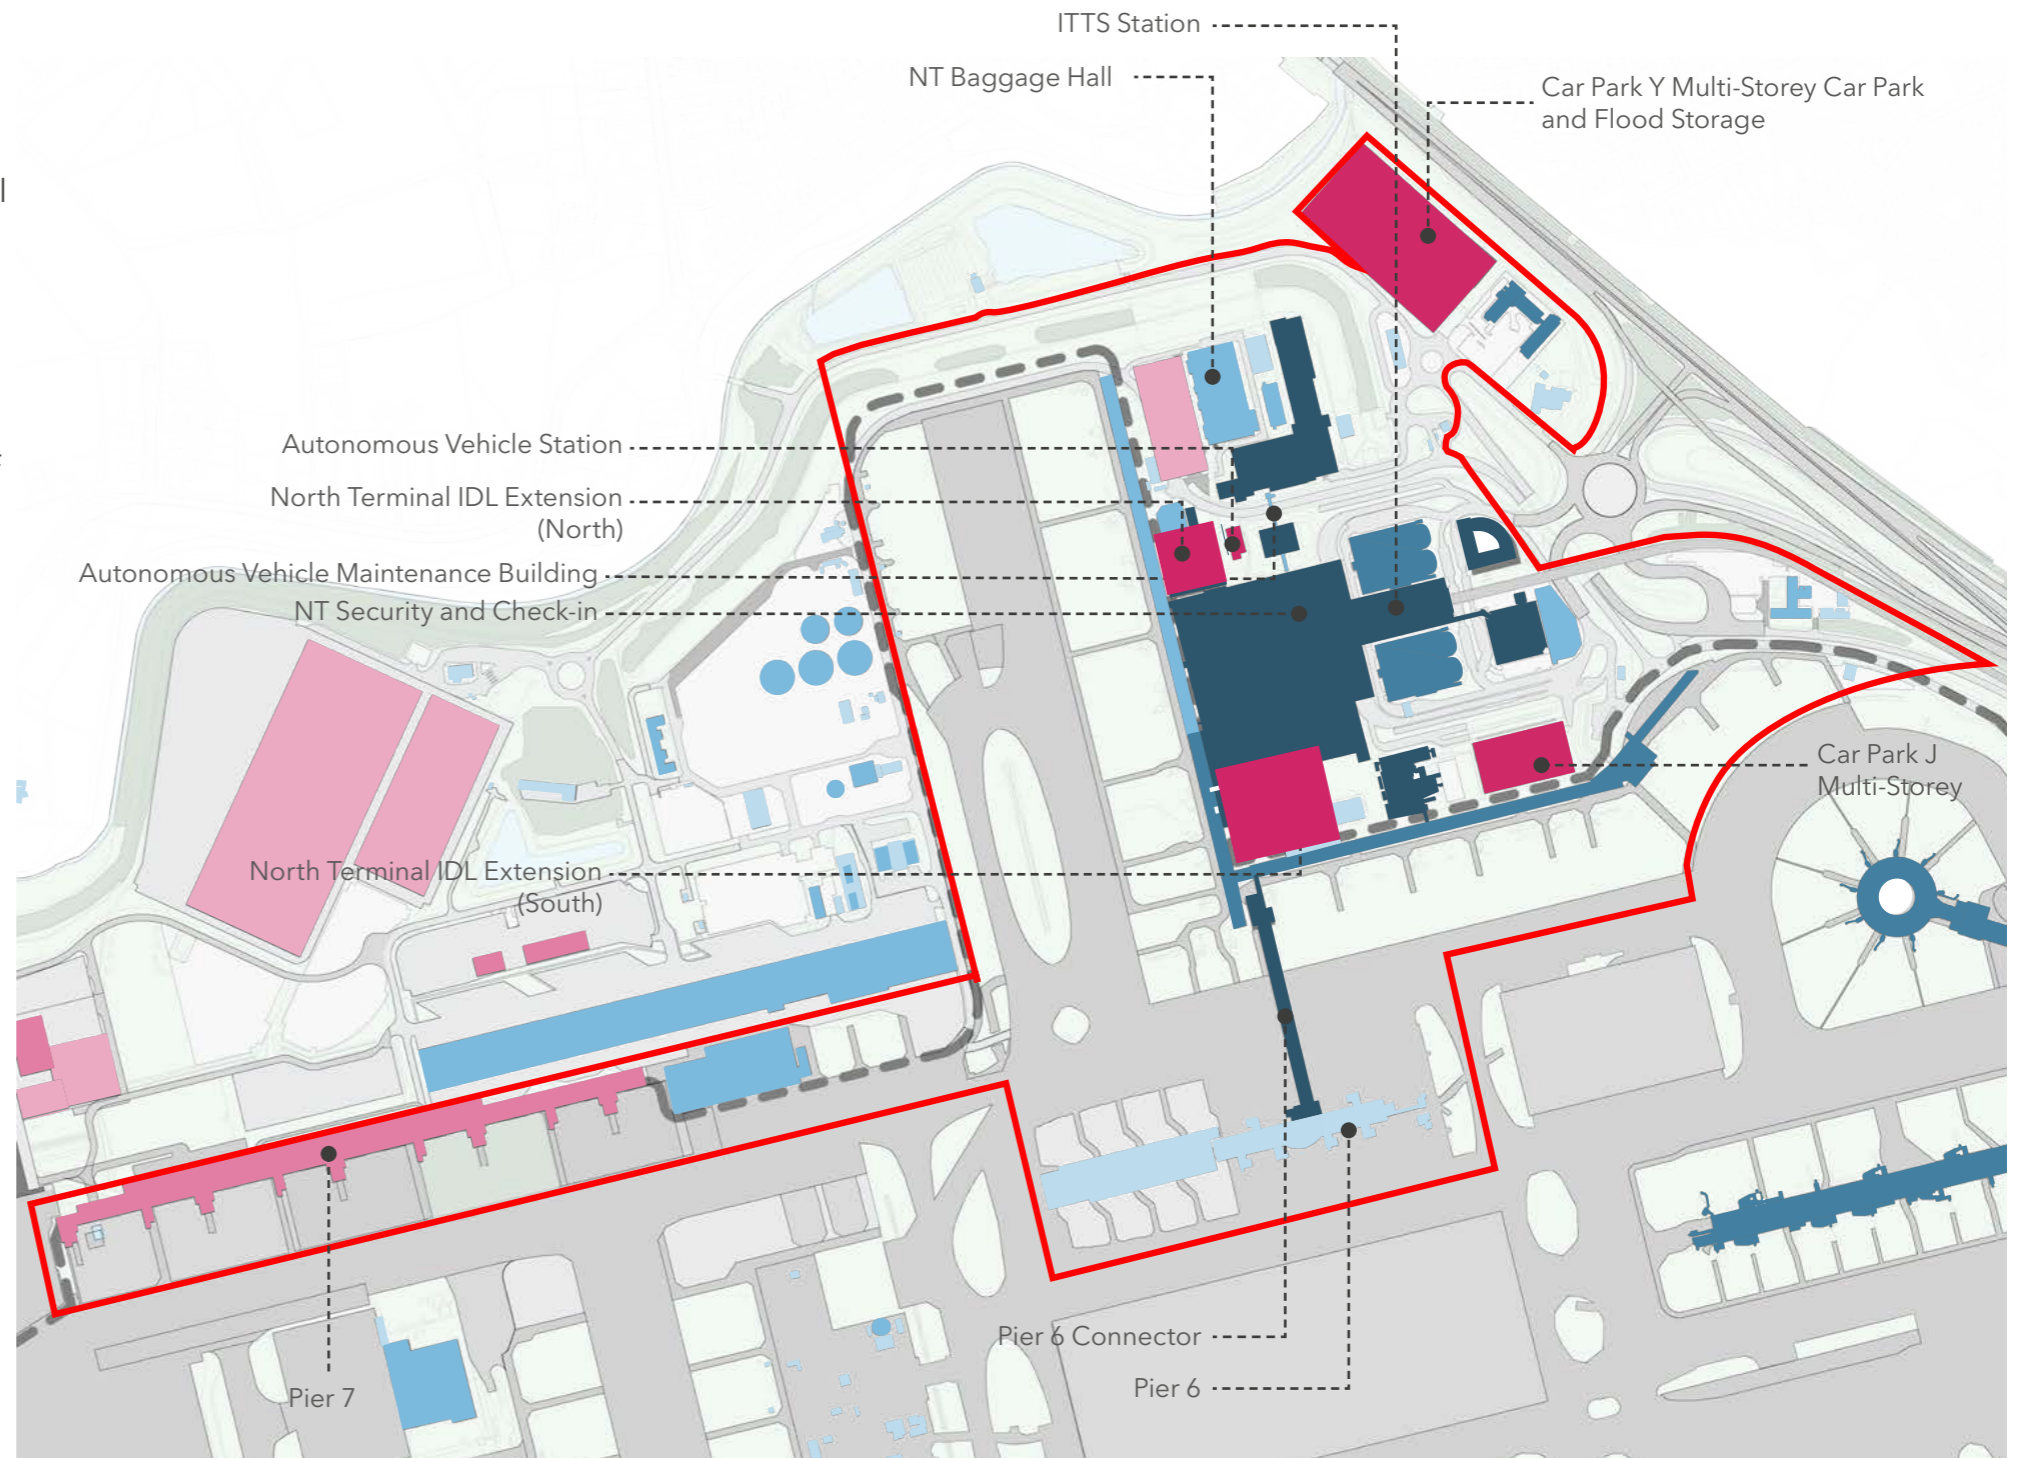 ITTS Station
NT Baggage Hall
Car Park Y Multi-Storey Car Park
and Flood Storage
Autonomous Vehicle Station
North Terminal IDL Extension
(North)
Autonomous Vehicle Maintenance Building
NT Security and Check-in
Car Park J
Multi-Storey
North Terminal IDL Extension
(South)
Pier 6 Connector
Pier 6
Pier 7